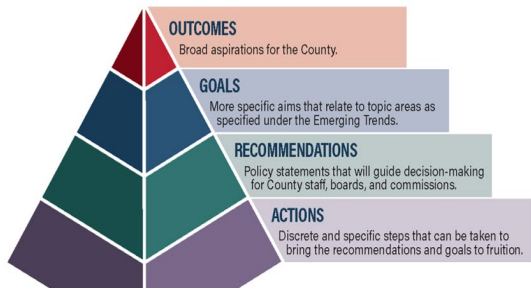 OUTCOMES
Broad aspirations for the County.
GOALS
More specific aims that relate to topic areas as
specified under the Emerging Trends.
RECOMMENDATIONS
Policy statements that will guide decision-making
for County staff, boards, and commissions.
ACTIONS
Discrete and specific steps that can be taken to
bring the recommendations and goals to fruition.